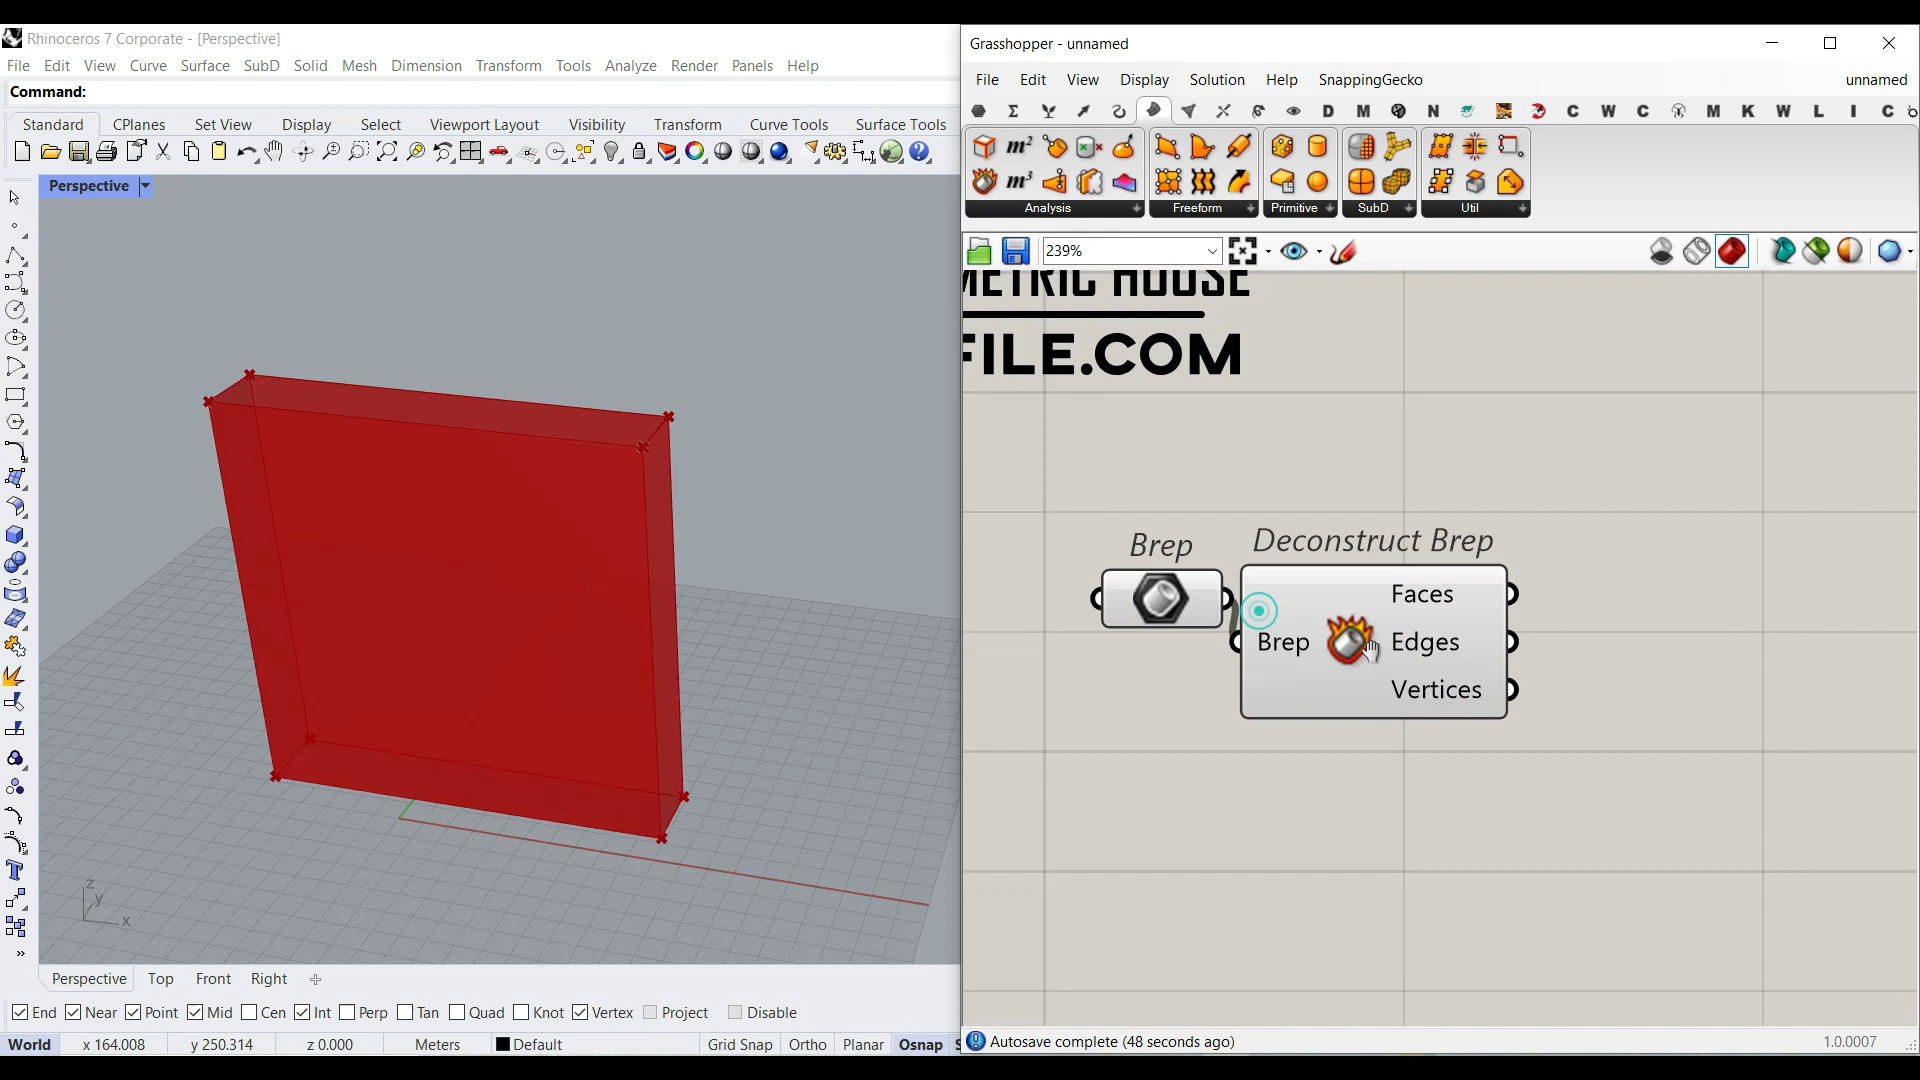 Rhinoceros 7 Corporate - [Perspective]
File Edit View Curve Surface SubD Solid Mesh Dimension Transform Tools Analyze Render Panels Help
Command:
Standard CPlanes Set View Display Select Viewport Layout Visibility Transform Curve Tools Surface Tools
Perspective
z
y
x
Perspective Top Front Right
End Near Point Mid Cen Int Perp Tan Quad Knot Vertex Project Disable
World x 164.008 y 250.314 z 0.000 Meters Default Grid Snap Ortho Planar Osnap S
Grasshopper - unnamed
File Edit View Display Solution Help SnappingGecko unnamed
D M N C W C M K W L I C
m² m³
Analysis Freeform Primitive SubD Util
239%
METRIC HOUSE
FILE.COM
Brep
Deconstruct Brep
Faces
Brep Edges
Vertices
Autosave complete (48 seconds ago) 1.0.0007